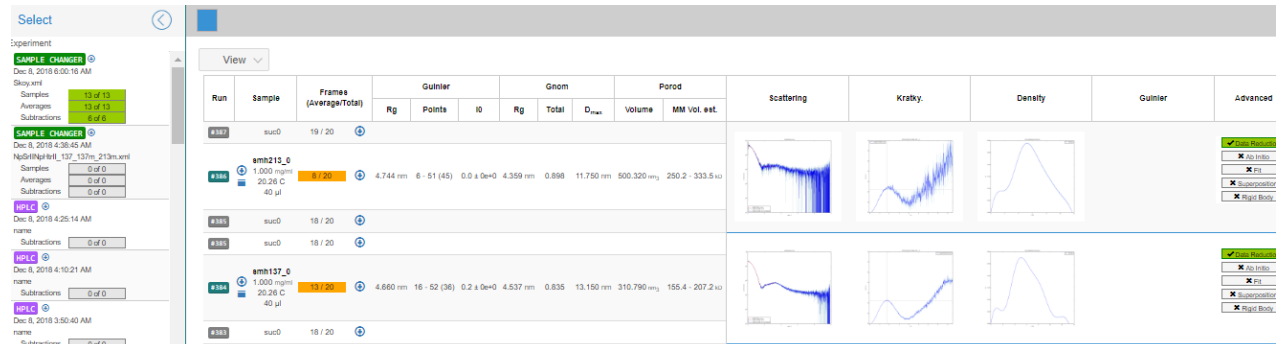 Select
Experiment
SAMPLE CHANGER
Dec 8, 2018 6:00:16 AM
Skoy.xml
Samples 13 of 13
Averages 13 of 13
Subtractions 6 of 6
SAMPLE CHANGER
Dec 8, 2018 4:38:45 AM
NpSrIINpHtrII_137_137m_213m.xml
Samples 0 of 0
Averages 0 of 0
Subtractions 0 of 0
HPLC
Dec 8, 2018 4:25:14 AM
name
Subtractions 0 of 0
HPLC
Dec 8, 2018 4:10:21 AM
name
Subtractions 0 of 0
HPLC
Dec 8, 2018 3:50:40 AM
name
Subtractions 0 of 0
View
Run Sample Frames (Average/Total) Guinier Gnom Porod Scattering Kratky. Density Guinier Advanced
Rg Points I0 Rg Total Dmax Volume MM Vol. est.
#387 suc0 19 / 20
smh213_0
1.000 mg/ml
#386 20.26 C 8 / 20 4.744 nm 6 - 51 (45) 0.0 ± 0e+0 4.359 nm 0.898 11.750 nm 500.320 nm3 250.2 - 333.5 kD
40 µl
✔ Data Reduction
✖ Ab Initio
✖ Fit
✖ Superposition
✖ Rigid Body
#385 suc0 18 / 20
#385 suc0 18 / 20
smh137_0
1.000 mg/ml
#384 20.26 C 13 / 20 4.660 nm 16 - 52 (36) 0.2 ± 0e+0 4.537 nm 0.835 13.150 nm 310.790 nm3 155.4 - 207.2 kD
40 µl
✔ Data Reduction
✖ Ab Initio
✖ Fit
✖ Superposition
✖ Rigid Body
#383 suc0 18 / 20